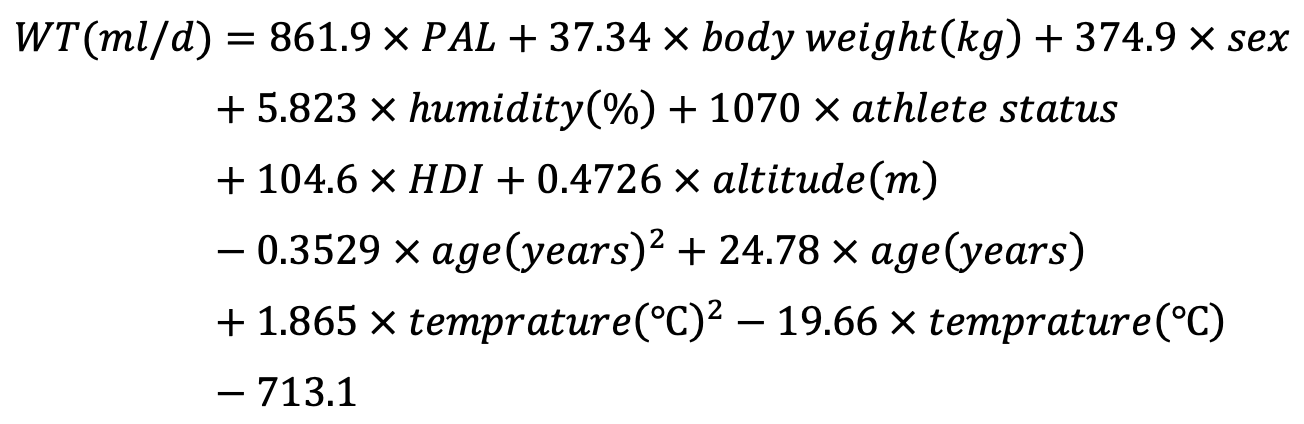 WT(ml/d) = 861.9 × PAL + 37.34 × body weight(kg) + 374.9 × sex
+ 5.823 × humidity(%) + 1070 × athlete status
+ 104.6 × HDI + 0.4726 × altitude(m)
− 0.3529 × age(years)² + 24.78 × age(years)
+ 1.865 × temprature(℃)² − 19.66 × temprature(℃)
− 713.1